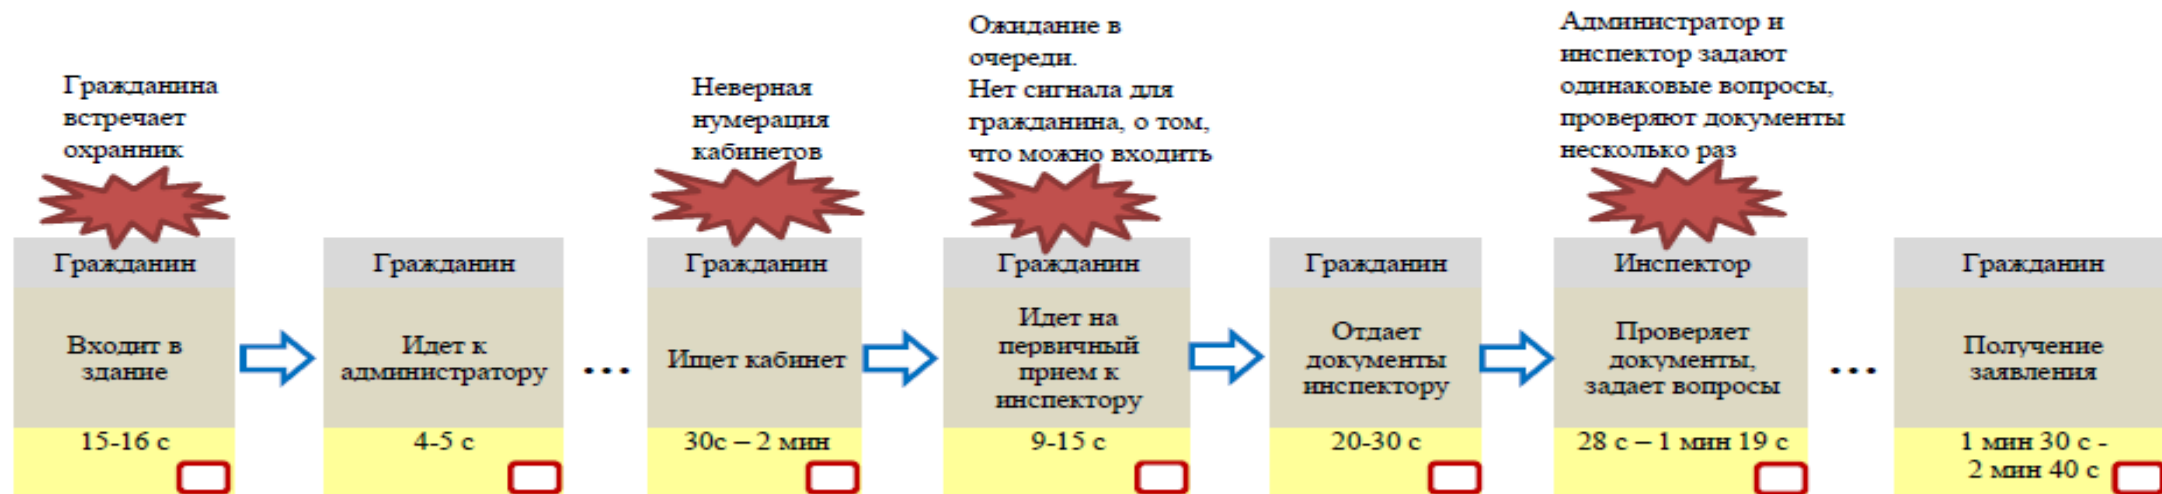 Гражданина
встречает
охранник
Неверная
нумерация
кабинетов
Ожидание в
очереди.
Нет сигнала для
гражданина, о том,
что можно входить
Администратор и
инспектор задают
одинаковые вопросы,
проверяют документы
несколько раз
Гражданин
Входит в
здание
15-16 с
Гражданин
Идет к
администратору
4-5 с
...
Гражданин
Ищет кабинет
30с – 2 мин
Гражданин
Идет на
первичный
прием к
инспектору
9-15 с
Гражданин
Отдает
документы
инспектору
20-30 с
Инспектор
Проверяет
документы,
задает вопросы
28 с – 1 мин 19 с
...
Гражданин
Получение
заявления
1 мин 30 с -
2 мин 40 с